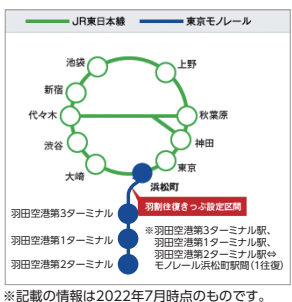 JR東日本線 東京モノレール
池袋
上野
新宿
代々木
秋葉原
渋谷
神田
大崎
東京
浜松町
羽割往復きっぷ設定区間
羽田空港第3ターミナル
羽田空港第1ターミナル
羽田空港第2ターミナル
※羽田空港第3ターミナル駅、
羽田空港第1ターミナル駅、
羽田空港第2ターミナル駅⇔
モノレール浜松町駅間(1往復)
※記載の情報は2022年7月時点のものです。